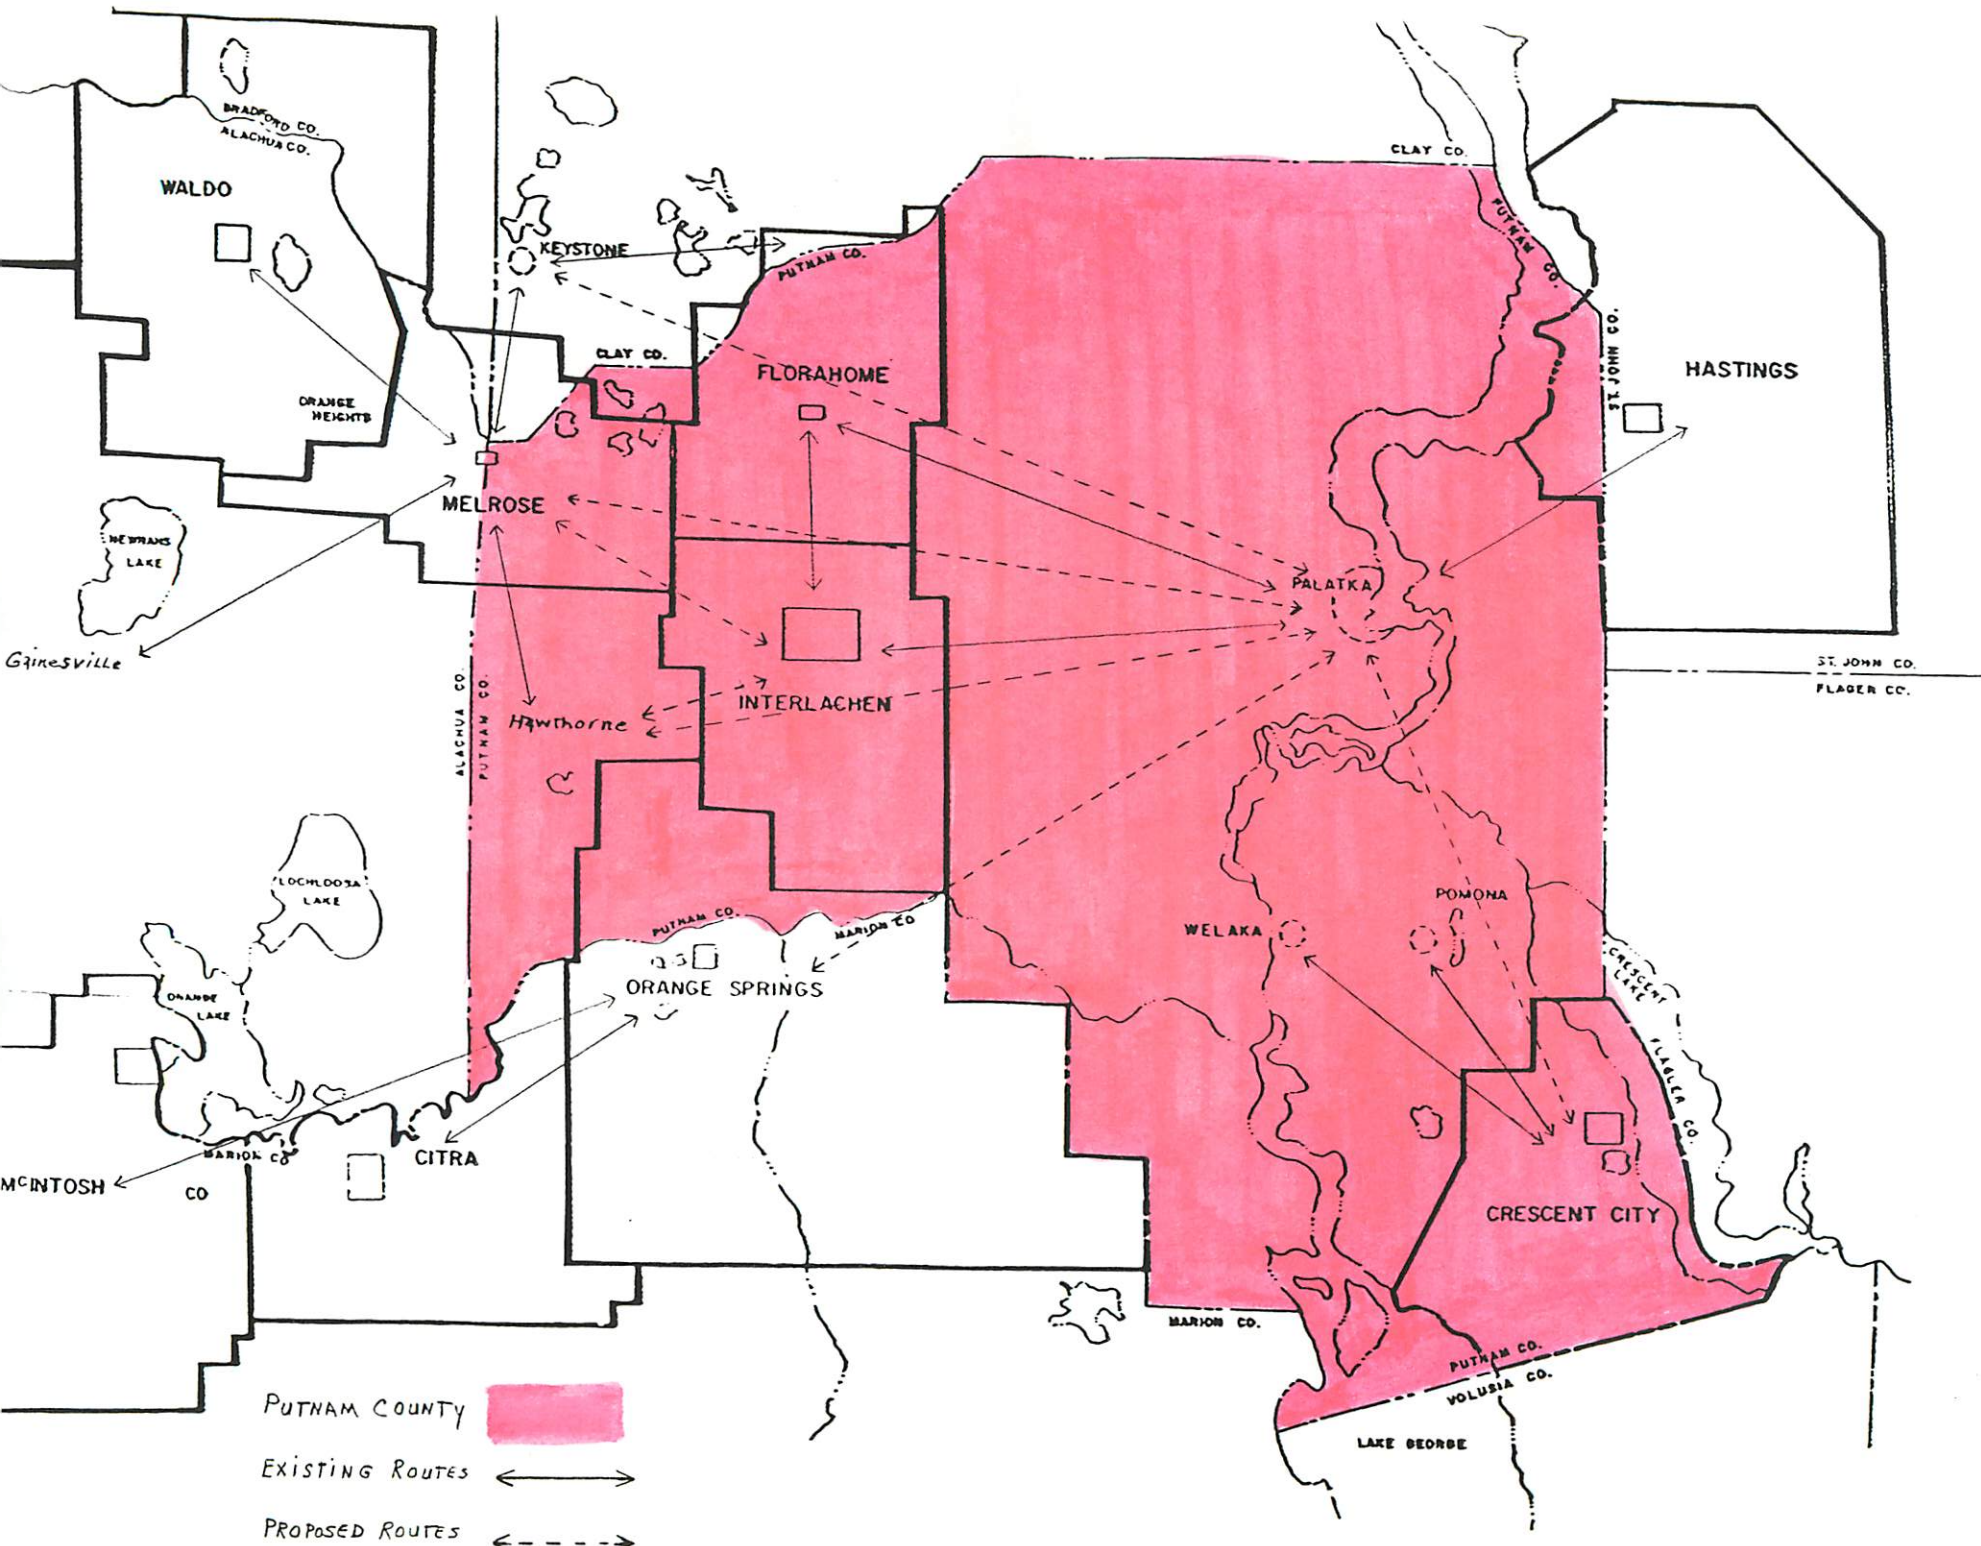 CLAY CO.
BRADFORD CO.
ALACHUA CO.
WALDO
KEYSTONE
PUTNAM CO.
PUTNAM CO.
ST. JOHN CO.
CLAY CO.
FLORAHOME
HASTINGS
ORANGE
HEIGHTS
MELROSE
NEWNANS
LAKE
PALATKA
Gainesville
ALACHUA CO.
PUTNAM CO.
INTERLACHEN
Hawthorne
ST. JOHN CO.
FLAGER CO.
LOCHLOOSA
LAKE
POMONA
PUTNAM CO.
MARION CO
WELAKA
ORANGE SPRINGS
ORANGE
LAKE
CRESCENT
LAKE
FLAGLER CO.
MARION CO
CITRA
MCINTOSH
CO
CRESCENT CITY
MARION CO.
PUTNAM CO.
VOLUSIA CO.
LAKE GEORGE
PUTNAM COUNTY
EXISTING ROUTES
PROPOSED ROUTES